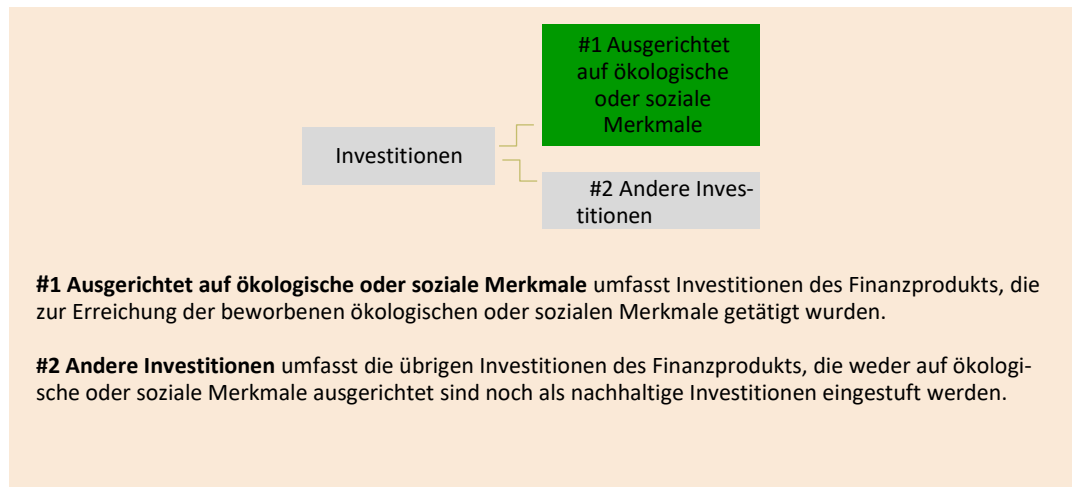 #1 Ausgerichtet
auf ökologische
oder soziale
Merkmale
Investitionen
#2 Andere Inves-
titionen
#1 Ausgerichtet auf ökologische oder soziale Merkmale umfasst Investitionen des Finanzprodukts, die
zur Erreichung der beworbenen ökologischen oder sozialen Merkmale getätigt wurden.
#2 Andere Investitionen umfasst die übrigen Investitionen des Finanzprodukts, die weder auf ökologi-
sche oder soziale Merkmale ausgerichtet sind noch als nachhaltige Investitionen eingestuft werden.